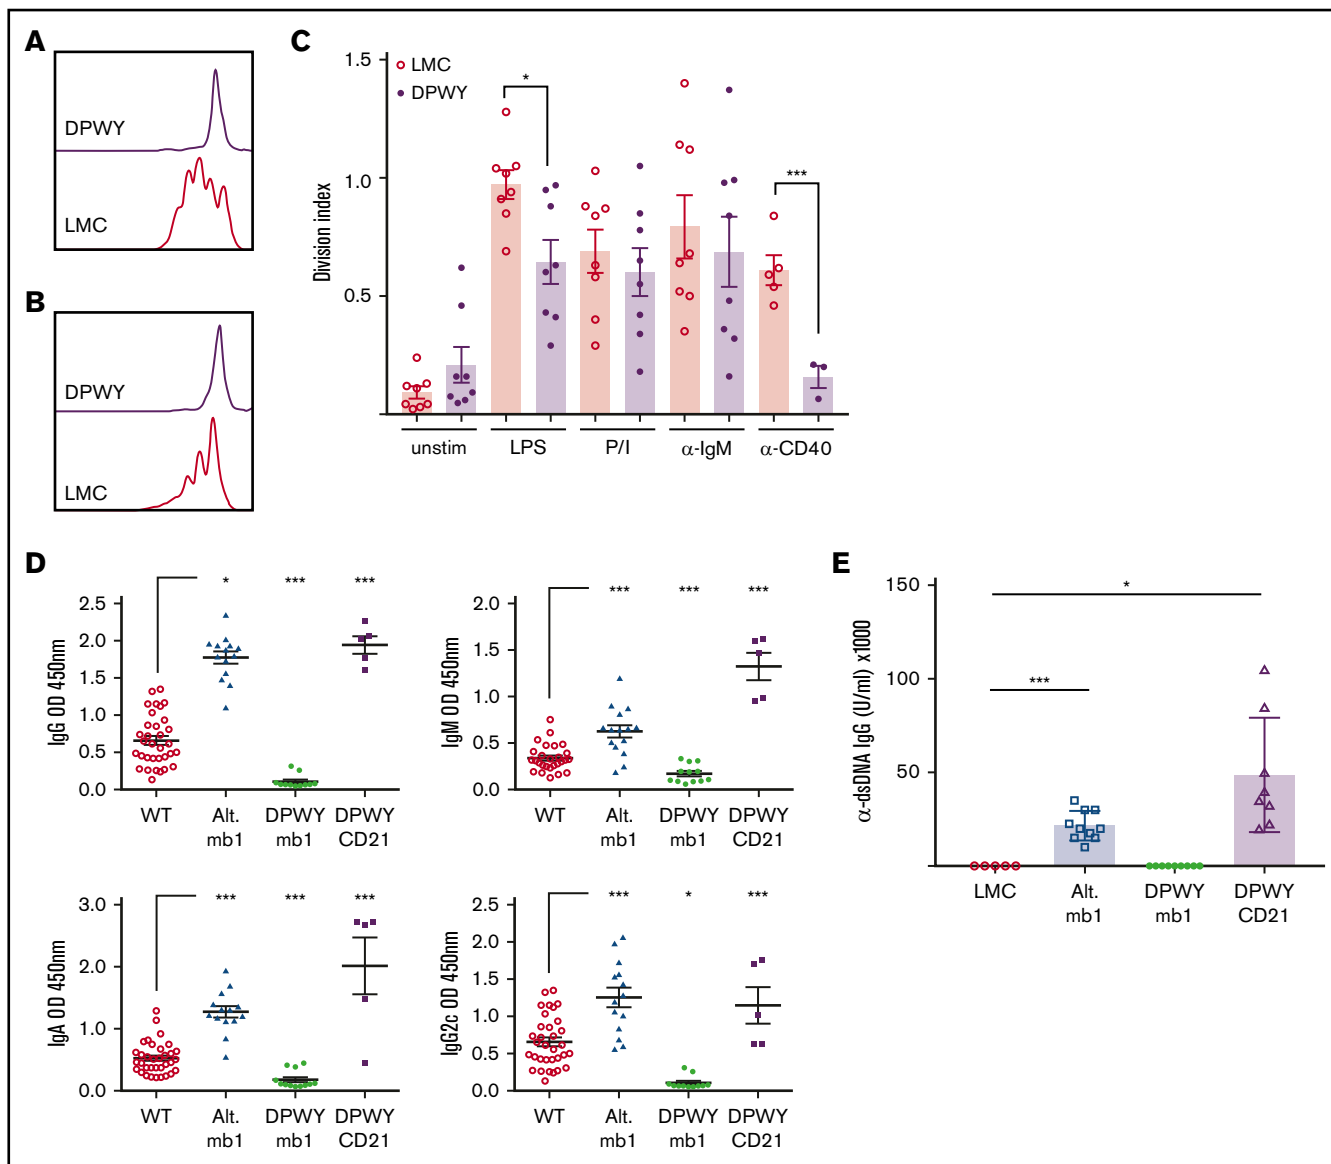 A
DPWY
LMC
B
DPWY
LMC
C
Division index
1.5
1.0
0.5
LMC
DPWY
*
***
unstim
LPS
P/I
α-IgM
α-CD40
D
IgG OD 450nm
2.5
2.0
1.5
1.0
0.5
0.0
* *** ***
WT
Alt.
mb1
DPWY
mb1
DPWY
CD21
IgM OD 450nm
2.0
1.5
1.0
0.5
0.0
*** *** ***
WT
Alt.
mb1
DPWY
mb1
DPWY
CD21
IgA OD 450nm
3.0
2.0
1.0
0.0
*** *** ***
WT
Alt.
mb1
DPWY
mb1
DPWY
CD21
IgG2c OD 450nm
2.5
2.0
1.5
1.0
0.5
0.0
*** * ***
WT
Alt.
mb1
DPWY
mb1
DPWY
CD21
E
α-dsDNA IgG (U/ml) x1000
150
100
50
*
***
LMC
Alt.
mb1
DPWY
mb1
DPWY
CD21